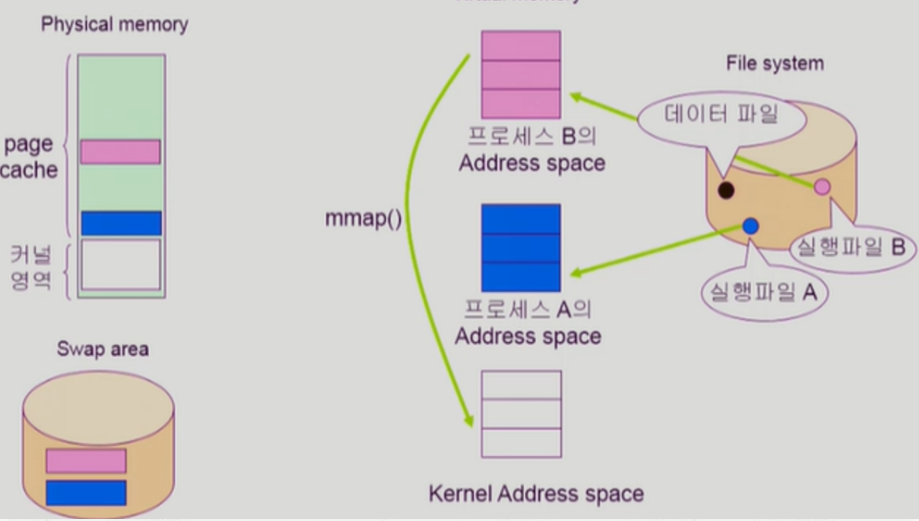 Physical memory
page
cache
커널
영역
Swap area
mmap()
프로세스 B의
Address space
프로세스 A의
Address space
Kernel Address space
File system
데이터 파일
실행파일 B
실행파일 A